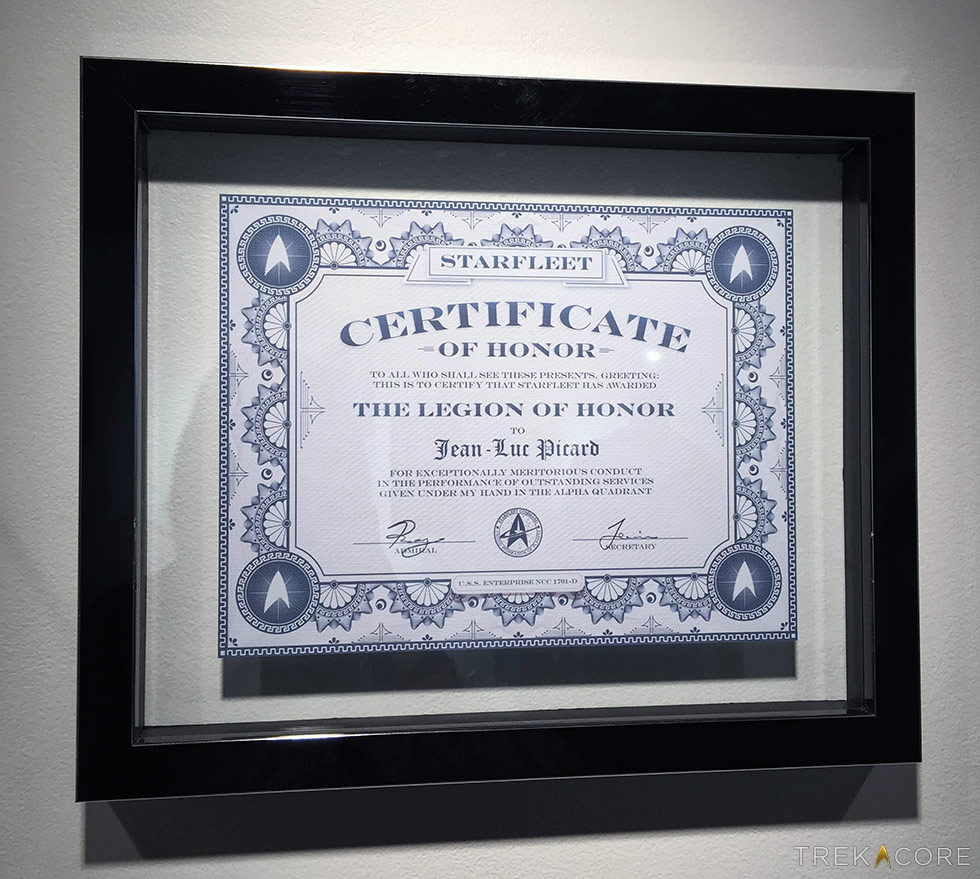 STARFLEET
CERTIFICATE
OF HONOR
TO ALL WHO SHALL SEE THESE PRESENTS, GREETING:
THIS IS TO CERTIFY THAT STARFLEET HAS AWARDED
THE LEGION OF HONOR
TO
Jean-Luc Picard
FOR EXCEPTIONALLY MERITORIOUS CONDUCT
IN THE PERFORMANCE OF OUTSTANDING SERVICES
GIVEN UNDER MY HAND IN THE ALPHA QUADRANT
ADMIRAL
SECRETARY
U.S.S. ENTERPRISE NCC 1701-D
TREKCORE